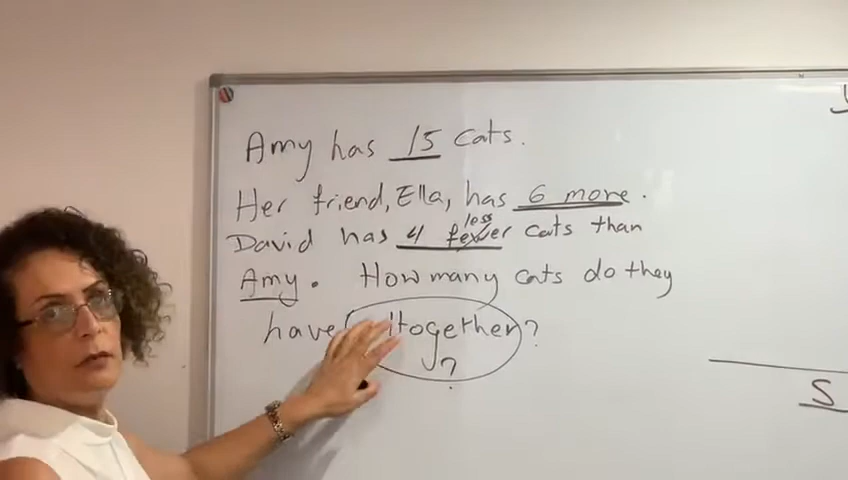 Amy has 15 cats.
Her friend, Ella, has 6 more.
loss
David has 4 fewer cats than
Amy. How many cats do they
have altogether?
?
S